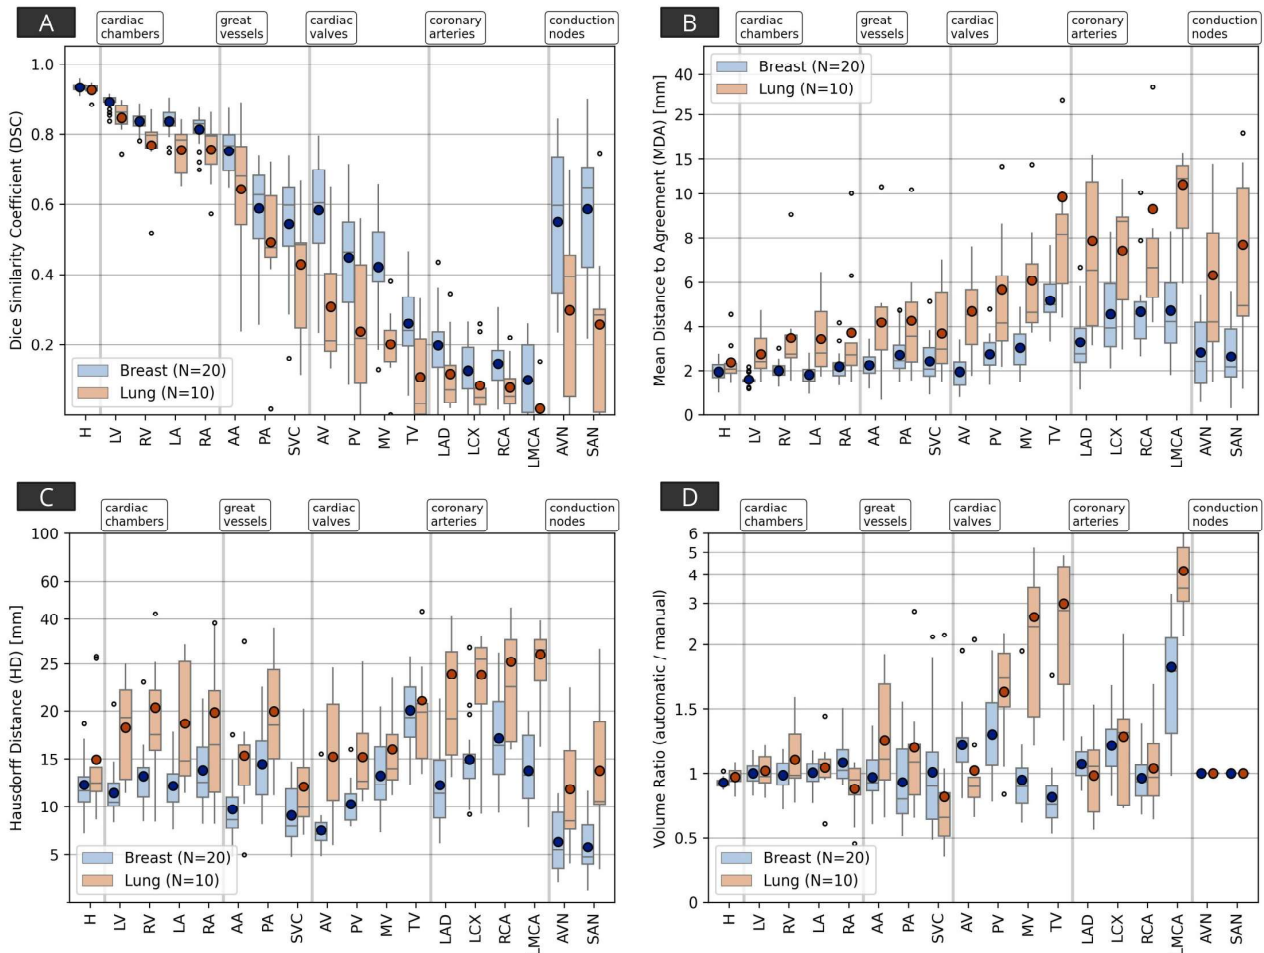 A
cardiac
chambers
great
vessels
cardiac
valves
coronary
arteries
conduction
nodes
Dice Similarity Coefficient (DSC)
1.0
0.8
0.6
0.4
0.2
Breast (N=20)
Lung (N=10)
H LV RV LA RA AA PA SVC AV PV MV TV LAD LCX RCA LMCA AVN SAN
B
cardiac
chambers
great
vessels
cardiac
valves
coronary
arteries
conduction
nodes
Mean Distance to Agreement (MDA) [mm]
40
25
15
10
8
6
4
2
0
Breast (N=20)
Lung (N=10)
H LV RV LA RA AA PA SVC AV PV MV TV LAD LCX RCA LMCA AVN SAN
C
cardiac
chambers
great
vessels
cardiac
valves
coronary
arteries
conduction
nodes
Hausdorff Distance (HD) [mm]
100
60
40
25
20
15
10
5
Breast (N=20)
Lung (N=10)
H LV RV LA RA AA PA SVC AV PV MV TV LAD LCX RCA LMCA AVN SAN
D
cardiac
chambers
great
vessels
cardiac
valves
coronary
arteries
conduction
nodes
Volume Ratio (automatic / manual)
6
5
4
3
2
1.5
1
0.5
0
Breast (N=20)
Lung (N=10)
H LV RV LA RA AA PA SVC AV PV MV TV LAD LCX RCA LMCA AVN SAN